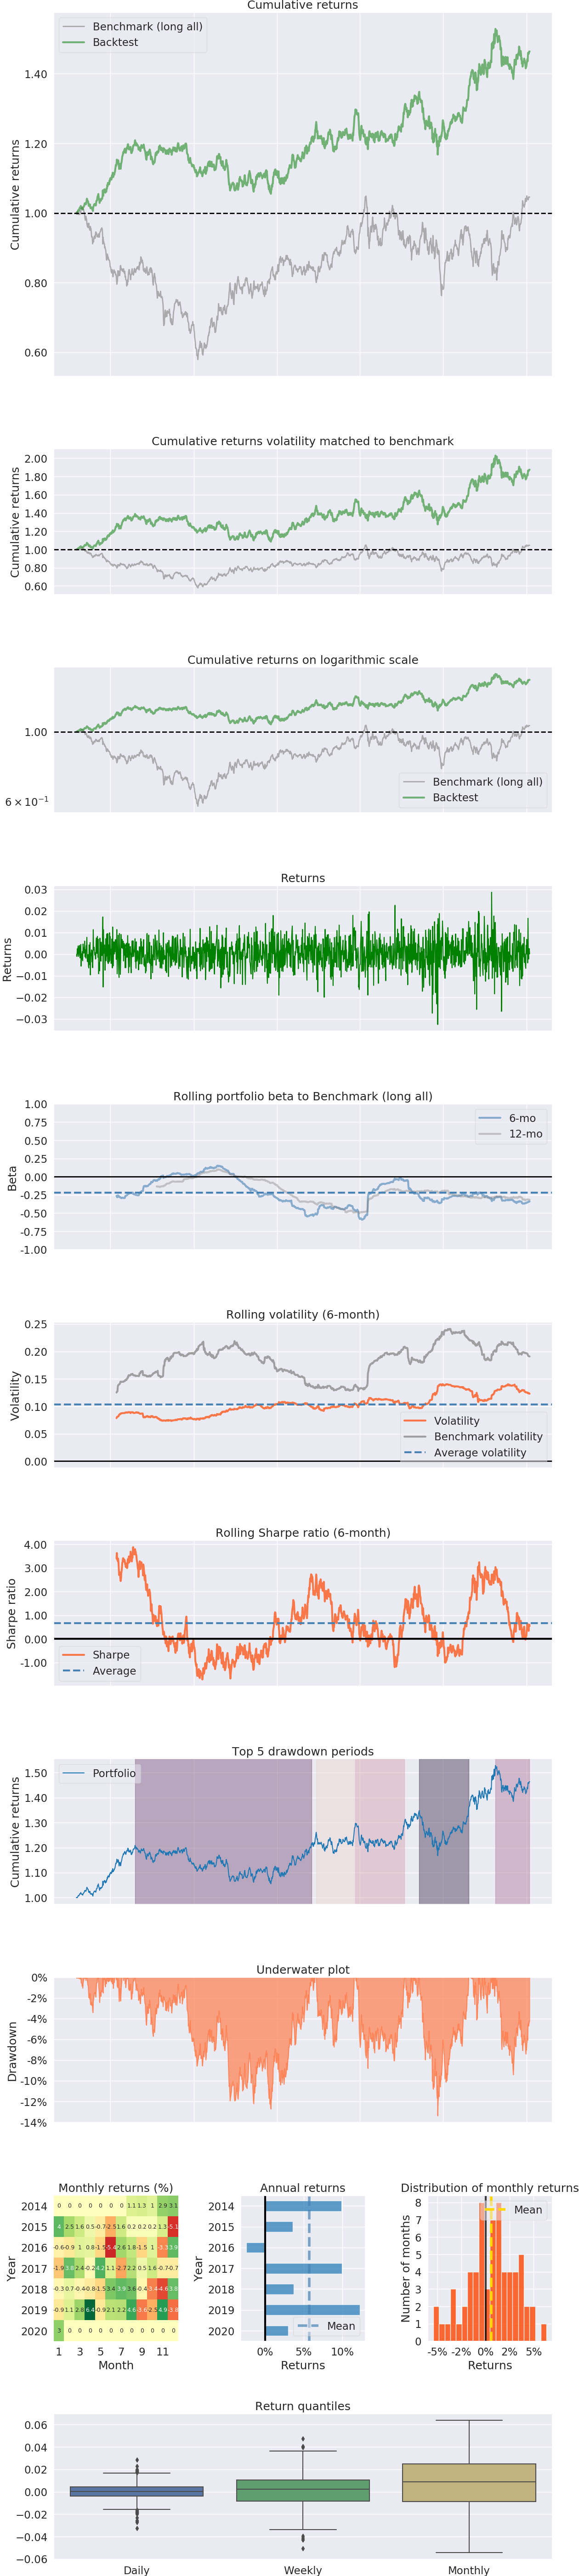 Cumulative returns
Benchmark (long all)
Backtest
1.40
1.20
1.00
0.80
0.60
Cumulative returns
Cumulative returns volatility matched to benchmark
2.00
1.80
1.60
1.40
1.20
1.00
0.80
0.60
Cumulative returns
Cumulative returns on logarithmic scale
1.00
6 × 10⁻¹
Benchmark (long all)
Backtest
Returns
0.03
0.02
0.01
0.00
−0.01
−0.02
−0.03
Returns
Rolling portfolio beta to Benchmark (long all)
1.00
0.75
0.50
0.25
0.00
-0.25
-0.50
-0.75
-1.00
Beta
6-mo
12-mo
Rolling volatility (6-month)
0.25
0.20
0.15
0.10
0.05
0.00
Volatility
Volatility
Benchmark volatility
Average volatility
Rolling Sharpe ratio (6-month)
4.00
3.00
2.00
1.00
0.00
-1.00
Sharpe ratio
Sharpe
Average
Top 5 drawdown periods
Portfolio
1.50
1.40
1.30
1.20
1.10
1.00
Cumulative returns
Underwater plot
0%
-2%
-4%
-6%
-8%
-10%
-12%
-14%
Drawdown
Monthly returns (%)
2014
2015
2016
2017
2018
2019
2020
Year
1 3 5 7 9 11
Month
Annual returns
2014
2015
2016
2017
2018
2019
2020
Year
0% 10%
Returns
Mean
Distribution of monthly returns
8
7
6
5
4
3
2
1
0
Number of months
-5% -2% 0% 2% 5%
Returns
Mean
Return quantiles
0.06
0.04
0.02
0.00
−0.02
−0.04
−0.06
Daily Weekly Monthly